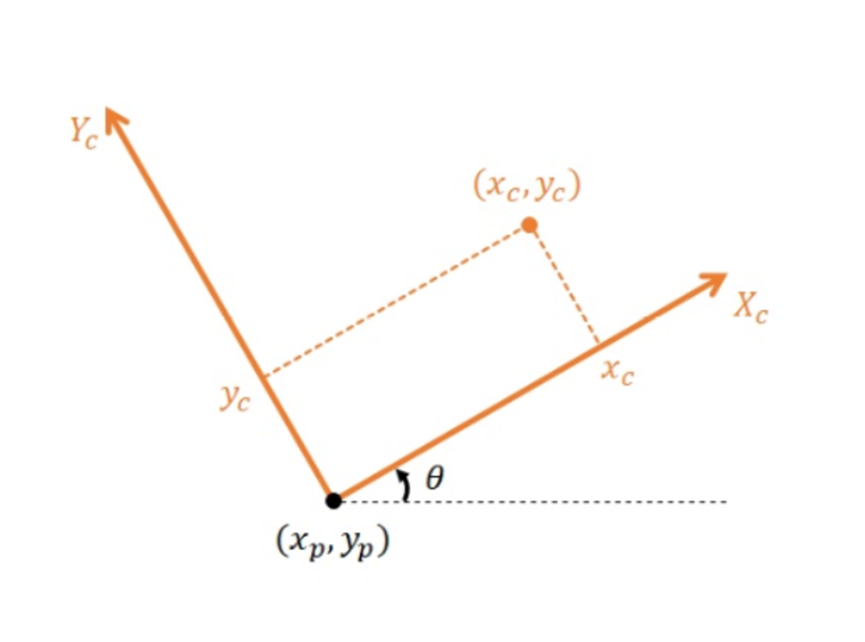 Y_c
(x_c, y_c)
X_c
x_c
y_c
θ
(x_p, y_p)